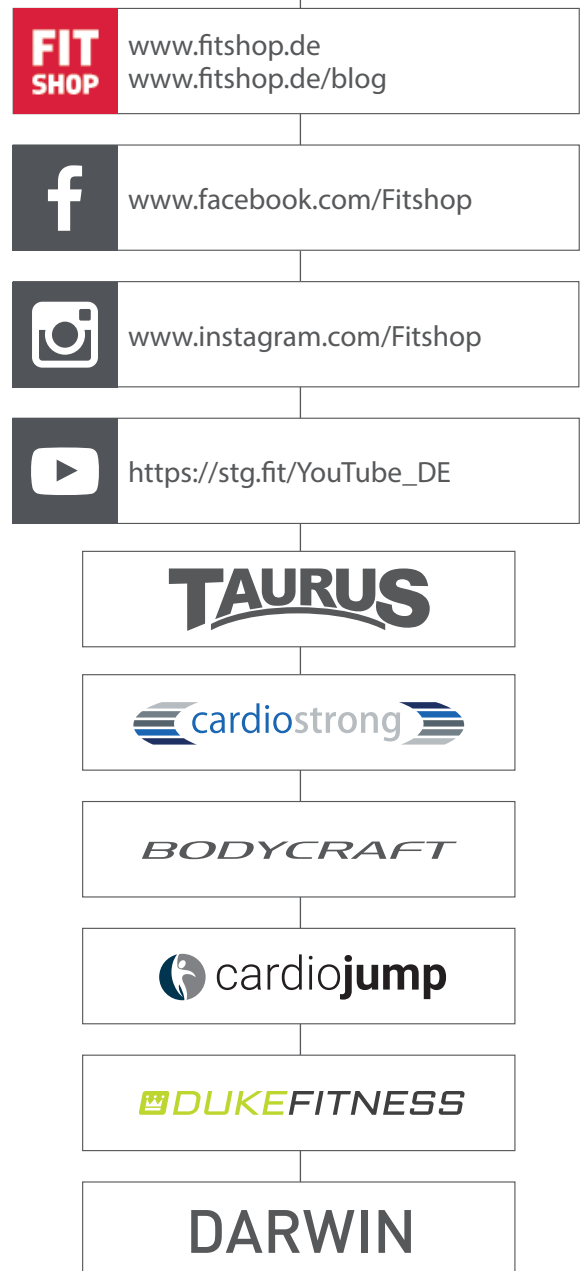 FIT
SHOP
www.fitshop.de
www.fitshop.de/blog
f
www.facebook.com/Fitshop
www.instagram.com/Fitshop
https://stg.fit/YouTube_DE
TAURUS
cardiostrong
BODYCRAFT
cardiojump
DUKEFITNESS
DARWIN